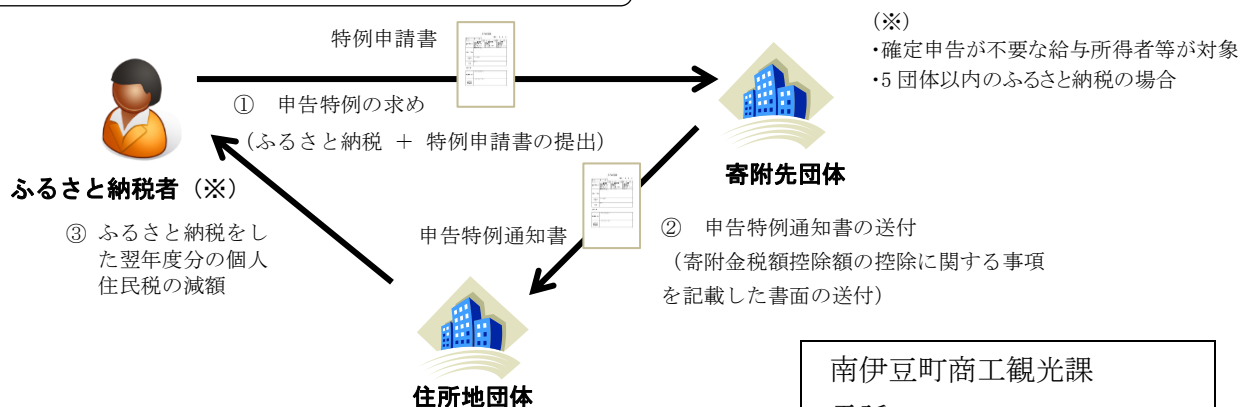 (※)
・確定申告が不要な給与所得者等が対象
・5 団体以内のふるさと納税の場合
特例申請書
① 申告特例の求め
(ふるさと納税 + 特例申請書の提出)
ふるさと納税者(※)
寄附先団体
③ ふるさと納税をし
た翌年度分の個人
住民税の減額
申告特例通知書
② 申告特例通知書の送付
(寄附金税額控除額の控除に関する事項
を記載した書面の送付)
住所地団体
南伊豆町商工観光課